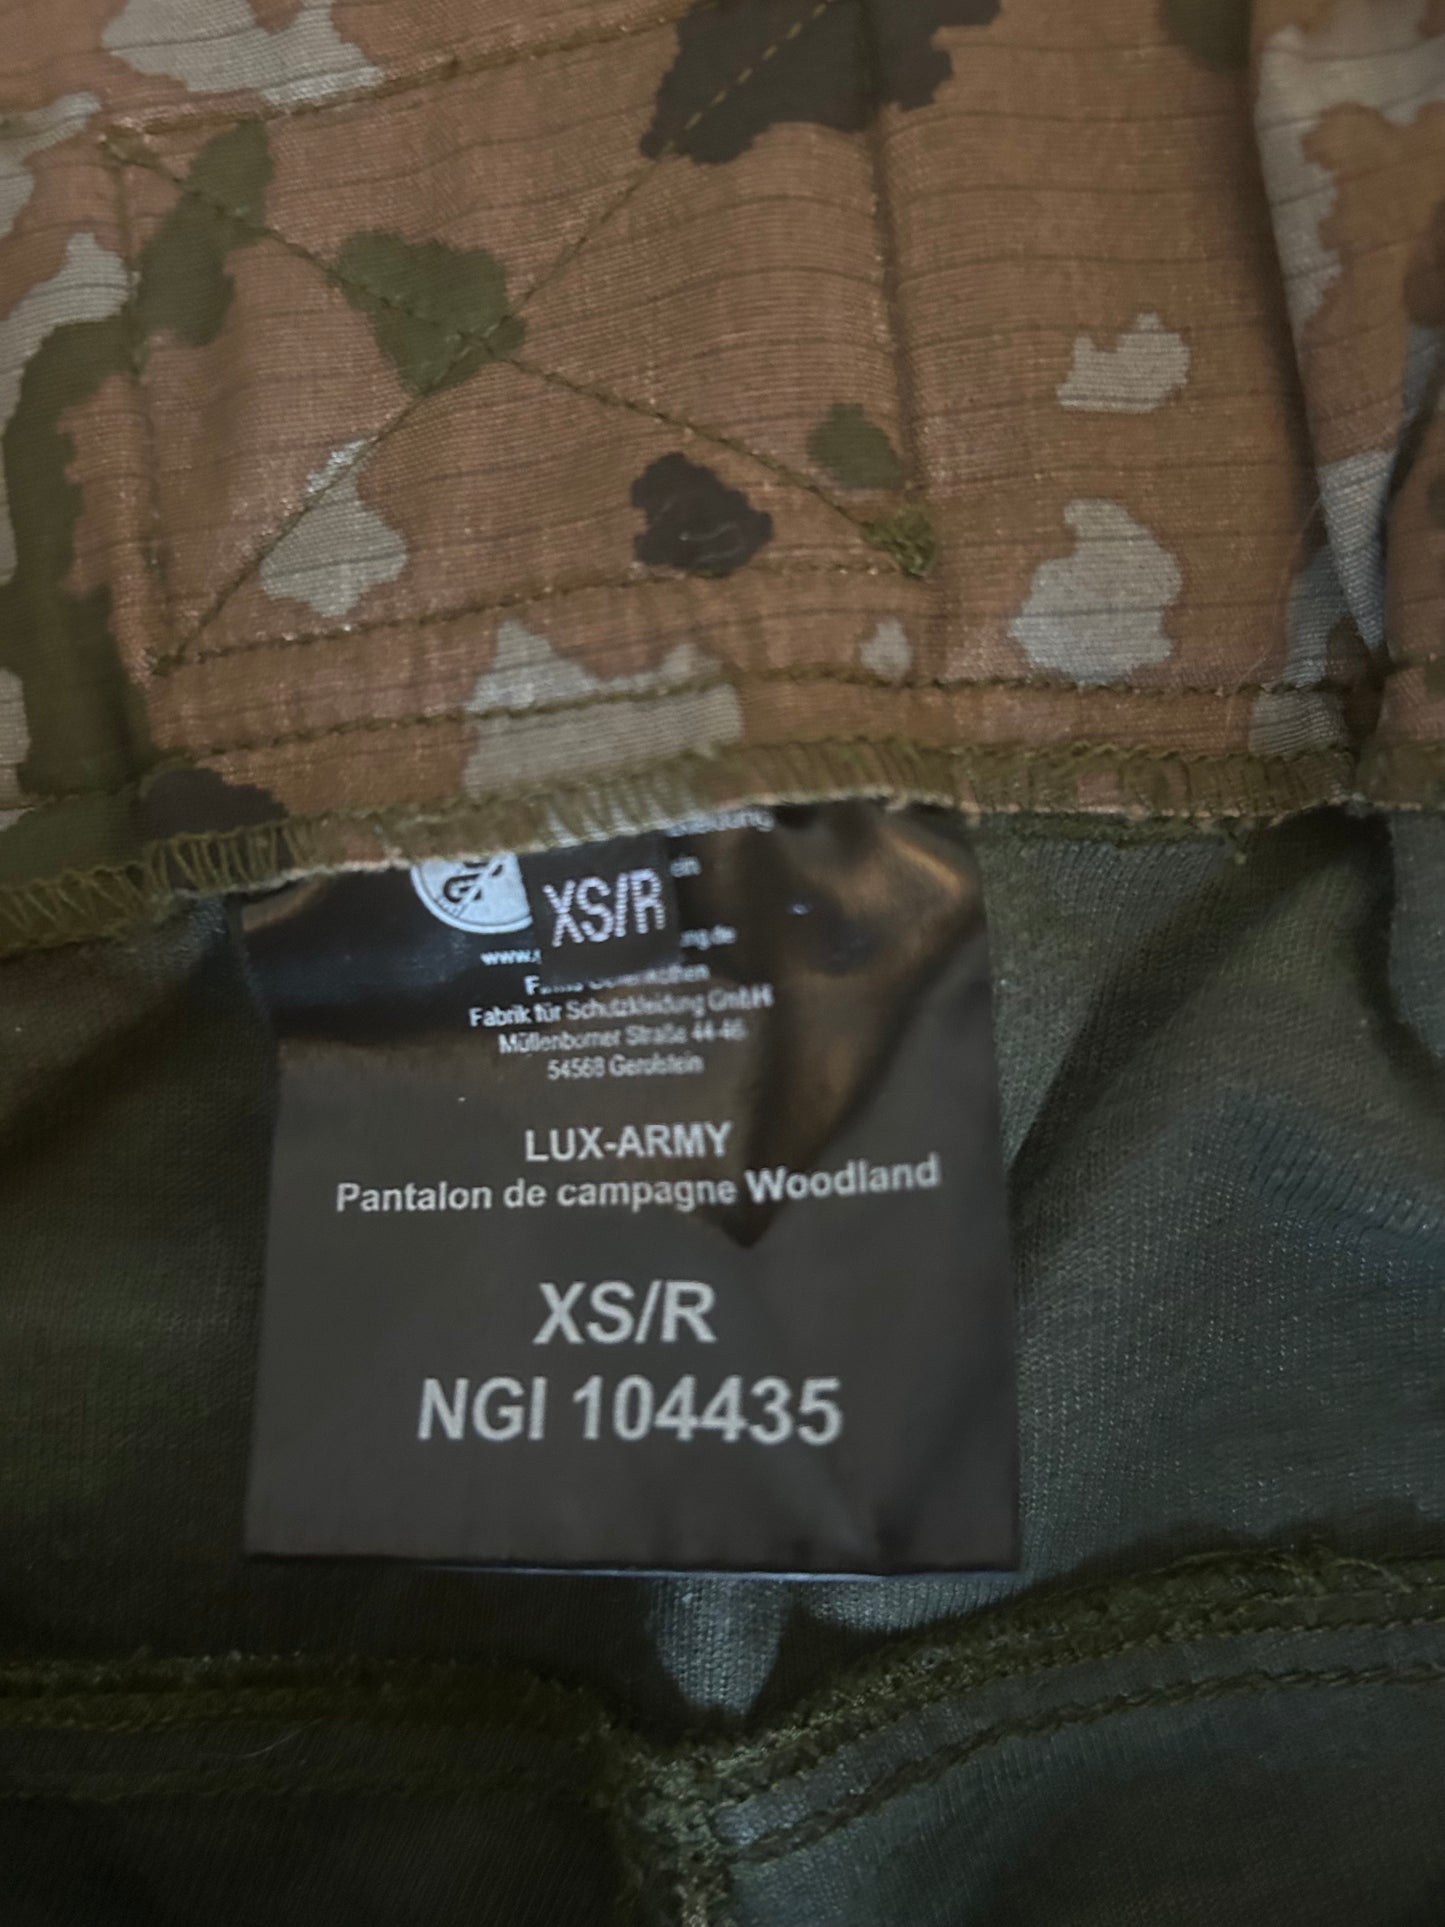 XS/R
www.
Fabrik für Schutzkleidung GmbH
Müllenborner Straße 44-46
54568 Gerolstein
LUX-ARMY
Pantalon de campagne Woodland
XS/R
NGI 104435